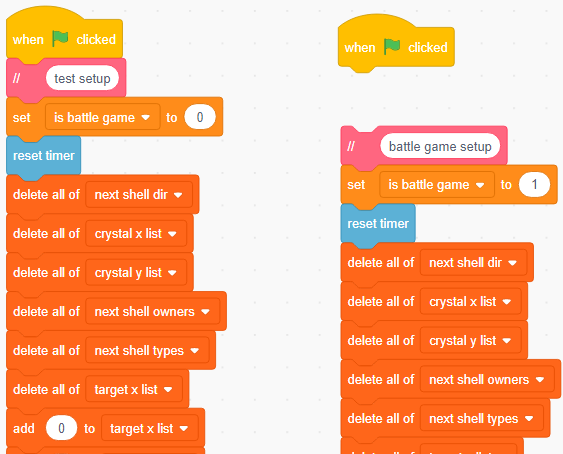 when clicked
// test setup
set is battle game to 0
reset timer
delete all of next shell dir
delete all of crystal x list
delete all of crystal y list
delete all of next shell owners
delete all of next shell types
delete all of target x list
add 0 to target x list
when clicked
// battle game setup
set is battle game to 1
reset timer
delete all of next shell dir
delete all of crystal x list
delete all of crystal y list
delete all of next shell owners
delete all of next shell types